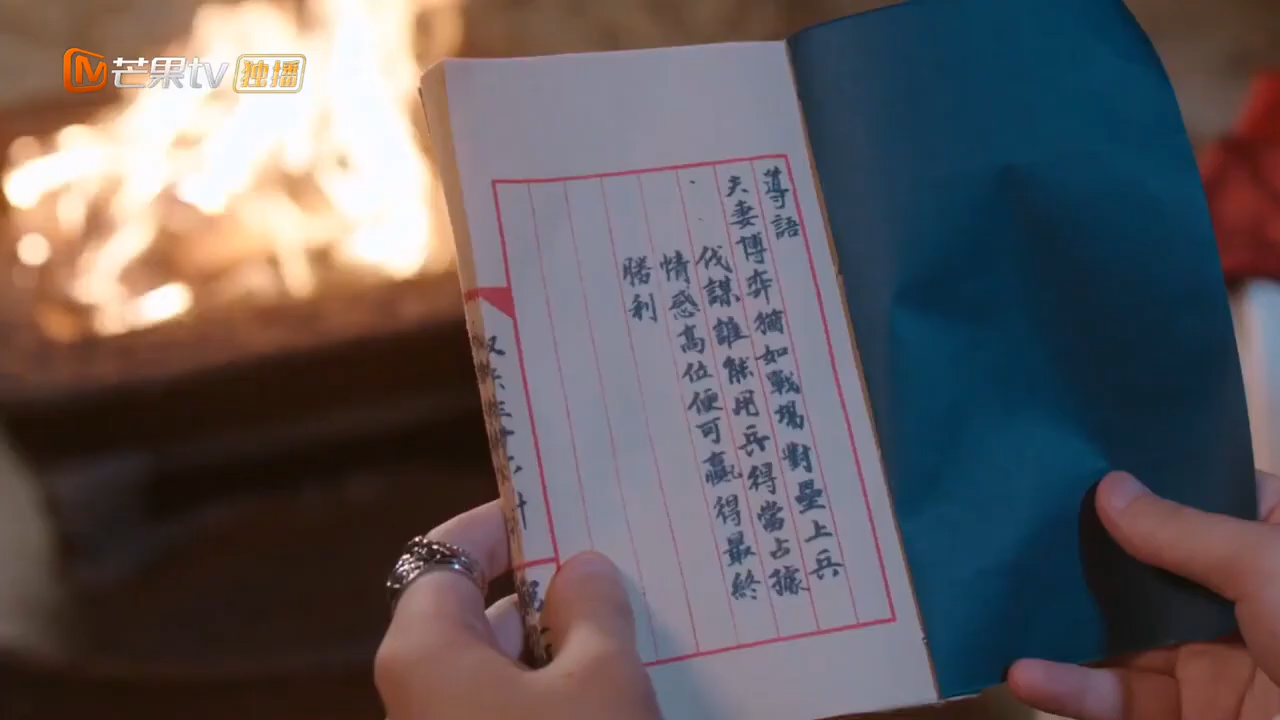 芒果tv 独播
導語
夫妻博弈猶如戰場對壘上兵
伐謀誰能用兵得當占據
情感高位便可贏得最終
勝利